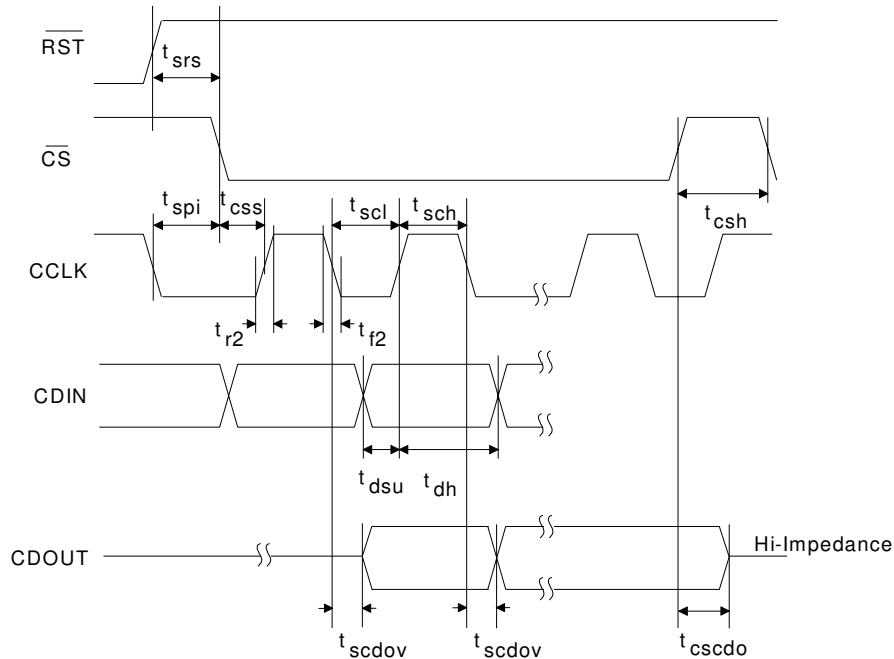 RST
t srs
CS
t spi
t css
t scl
t sch
t csh
CCLK
t r2
t f2
CDIN
t dsu
t dh
CDOUT
Hi-Impedance
t scdov
t scdov
t cscdo